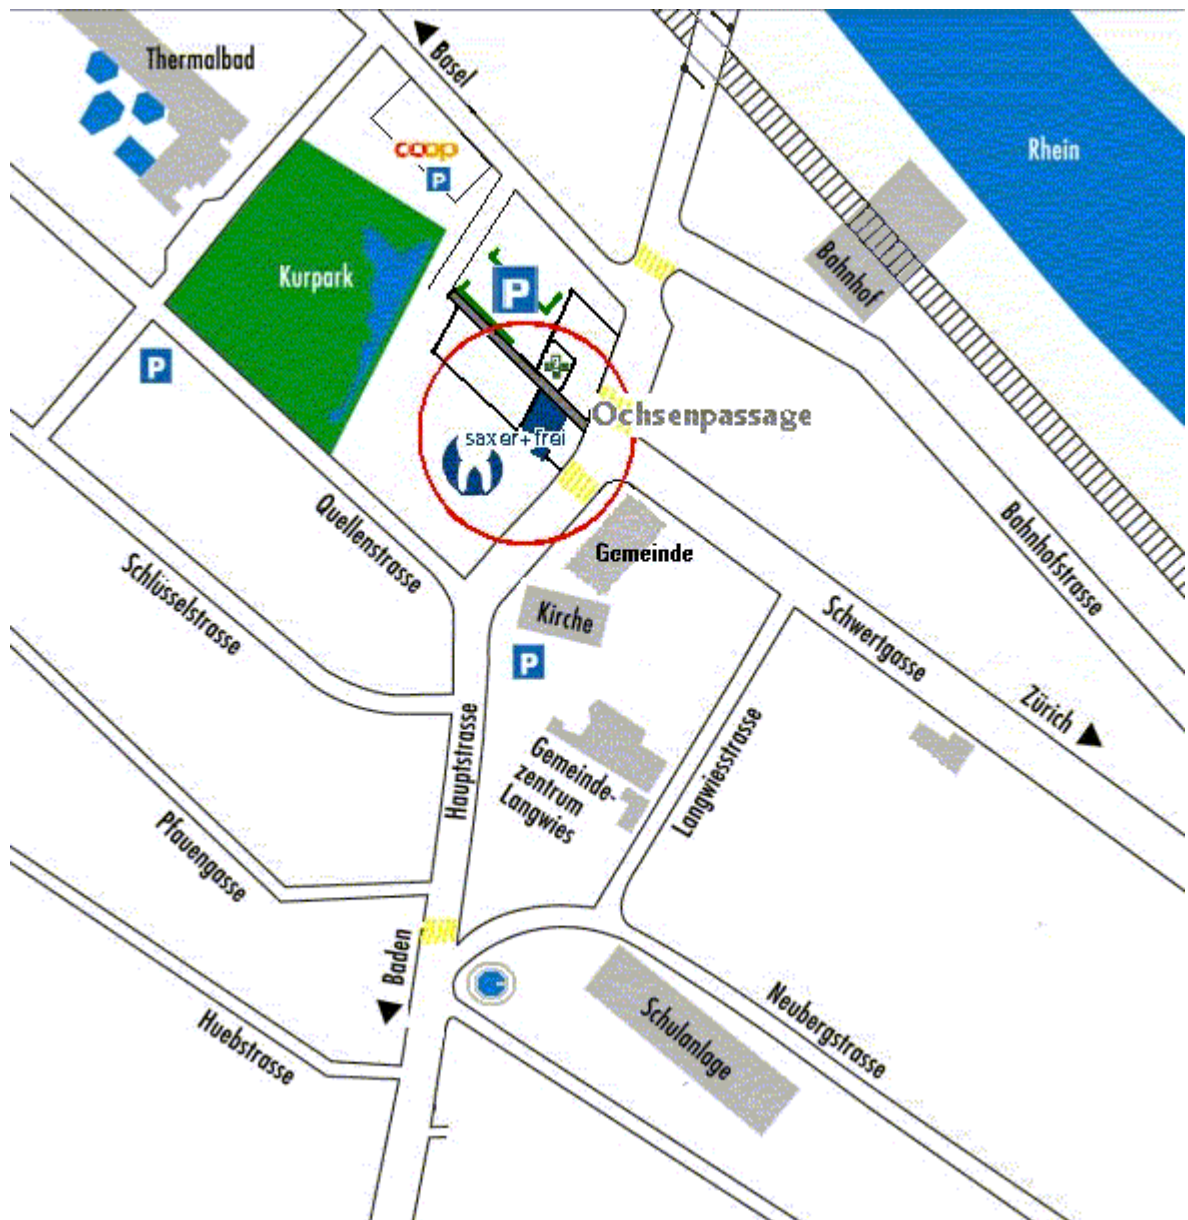 Basel
Thermalbad
Rhein
coop
P
Bahnhof
Kurpark
P
P
Ochsenpassage
saxer+frei
Quellenstrasse
Bahnhofstrasse
Gemeinde
Schlüsselstrasse
Kirche
Schwertgasse
P
Zürich
Hauptstrasse
Gemeinde-
zentrum
Langwies
Langwiesstrasse
Pfauengasse
Baden
Neubergstrasse
Schulanlage
Huebstrasse